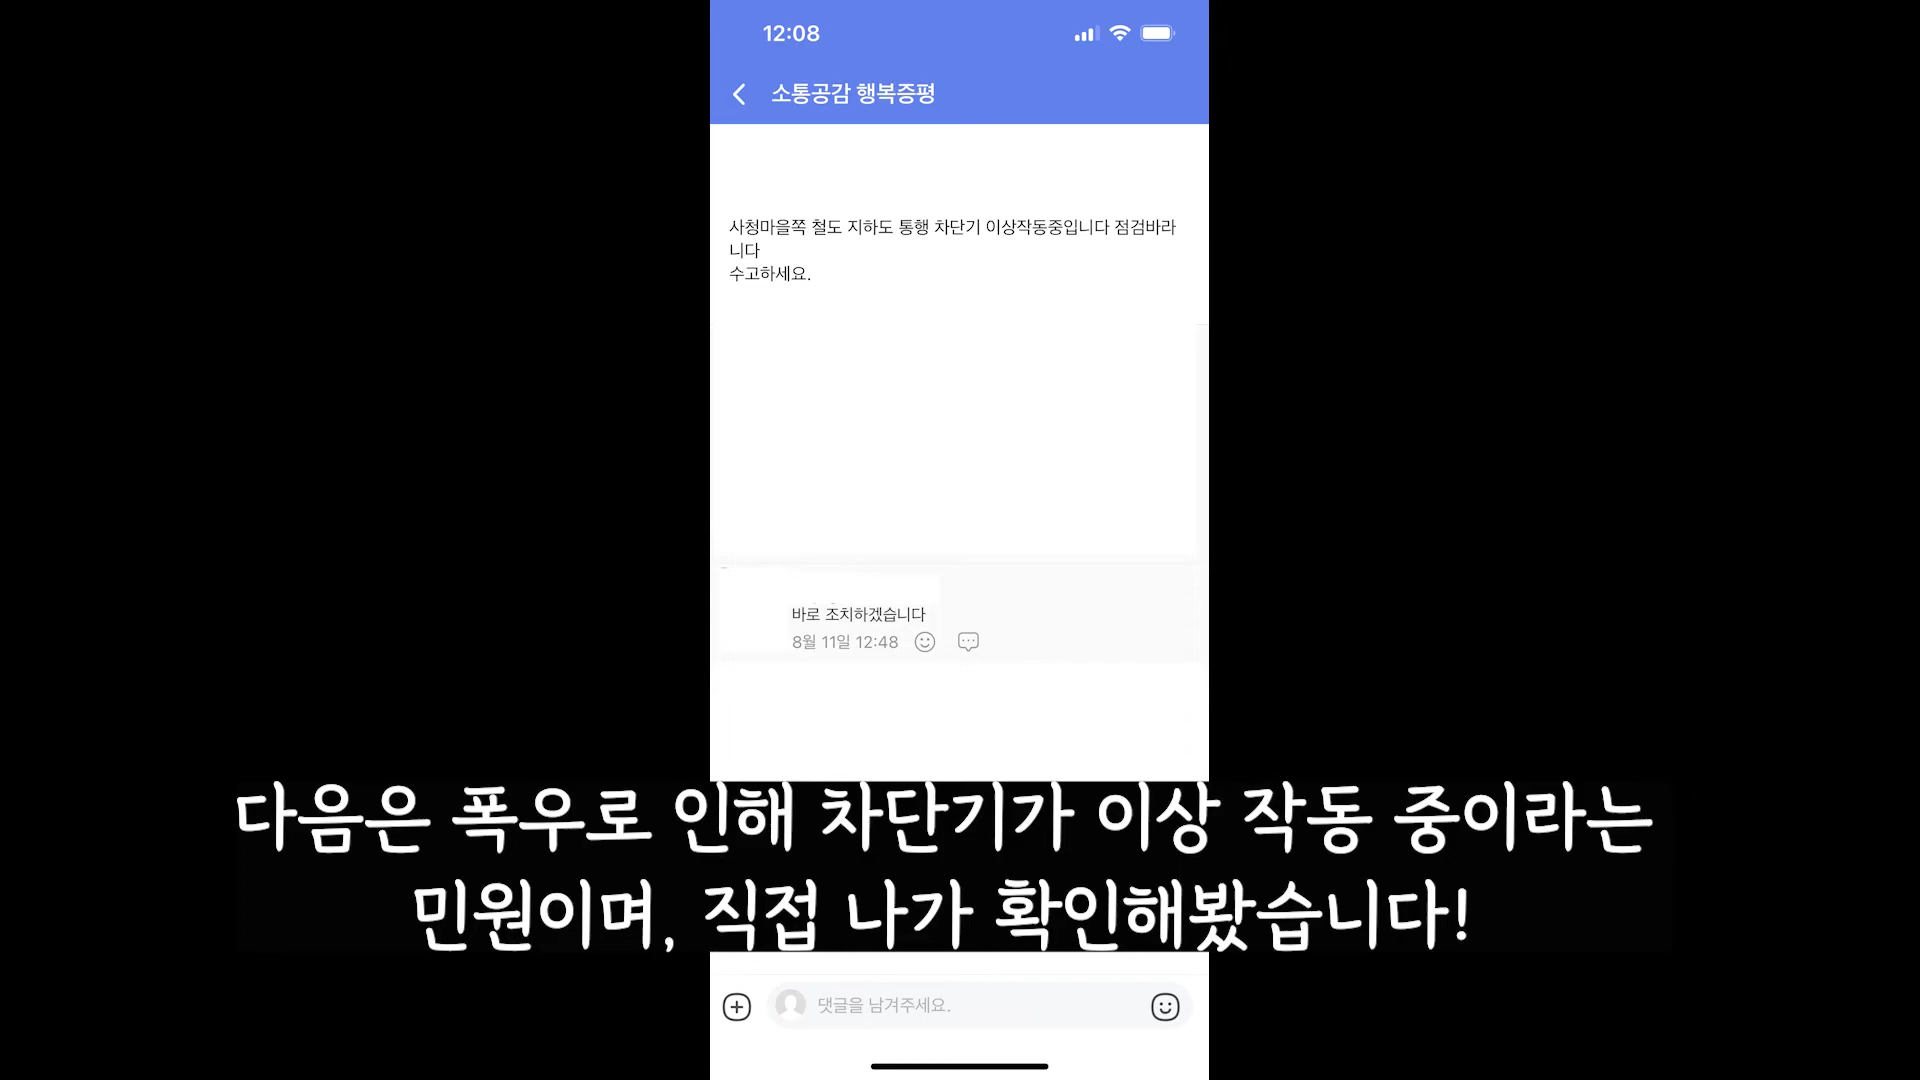 12:08
소통공감 행복증평
사청마을쪽 철도 지하도 통행 차단기 이상작동중입니다 점검바라
니다
수고하세요.
바로 조치하겠습니다
8월 11일 12:48
다음은 폭우로 인해 차단기가 이상 작동 중이라는
민원이며, 직접 나가 확인해봤습니다!
댓글을 남겨주세요.